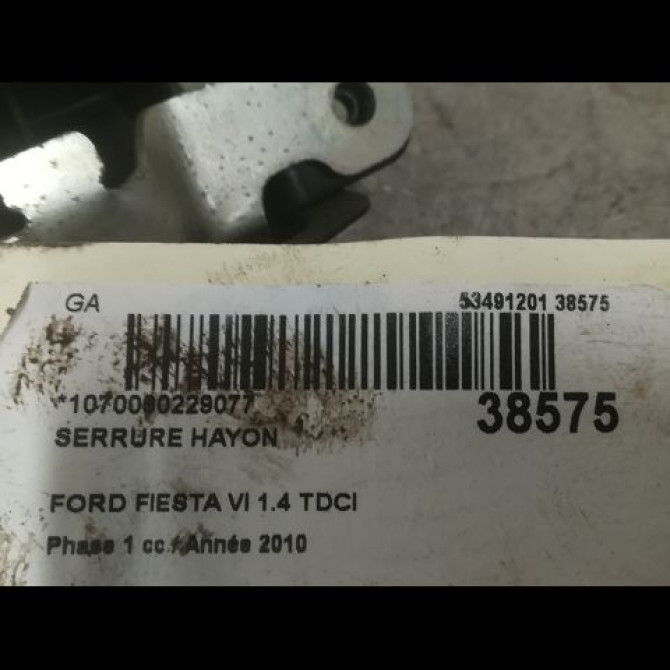 GA 53491201 38575
*1070000229077
38575
SERRURE HAYON
FORD FIESTA VI 1.4 TDCI
Phase 1 cc / Année 2010